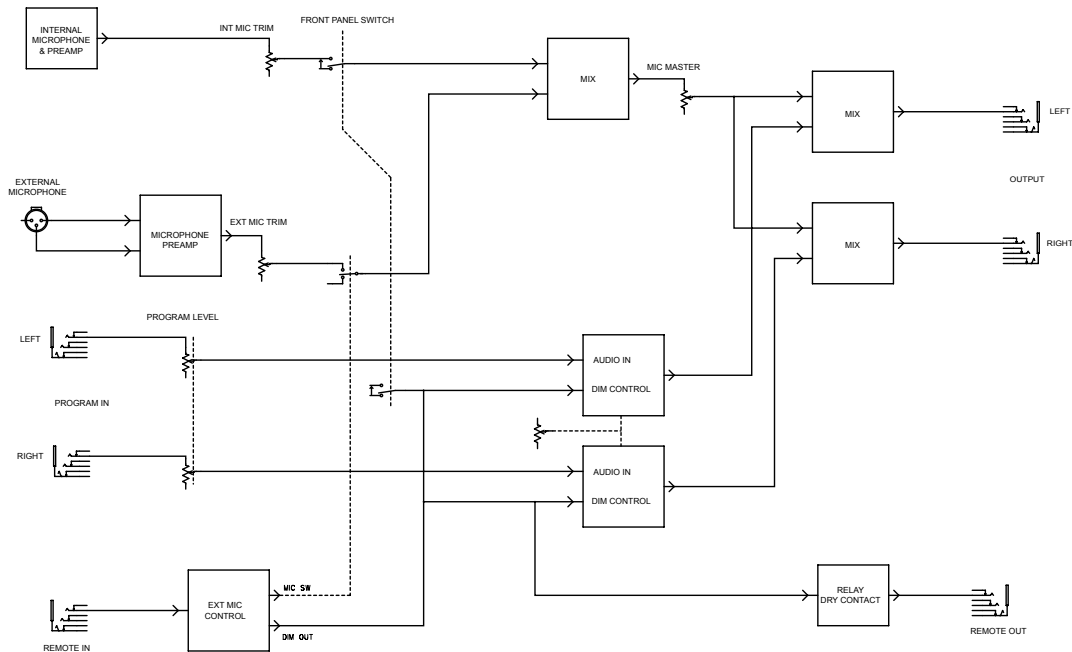 INTERNAL
MICROPHONE
& PREAMP
INT MIC TRIM
FRONT PANEL SWITCH
MIX
MIC MASTER
MIX
LEFT
EXTERNAL
MICROPHONE
MICROPHONE
PREAMP
EXT MIC TRIM
OUTPUT
MIX
RIGHT
PROGRAM LEVEL
LEFT
AUDIO IN
DIM CONTROL
PROGRAM IN
RIGHT
AUDIO IN
DIM CONTROL
EXT MIC
CONTROL
MIC SW
DIM OUT
REMOTE IN
RELAY
DRY CONTACT
REMOTE OUT